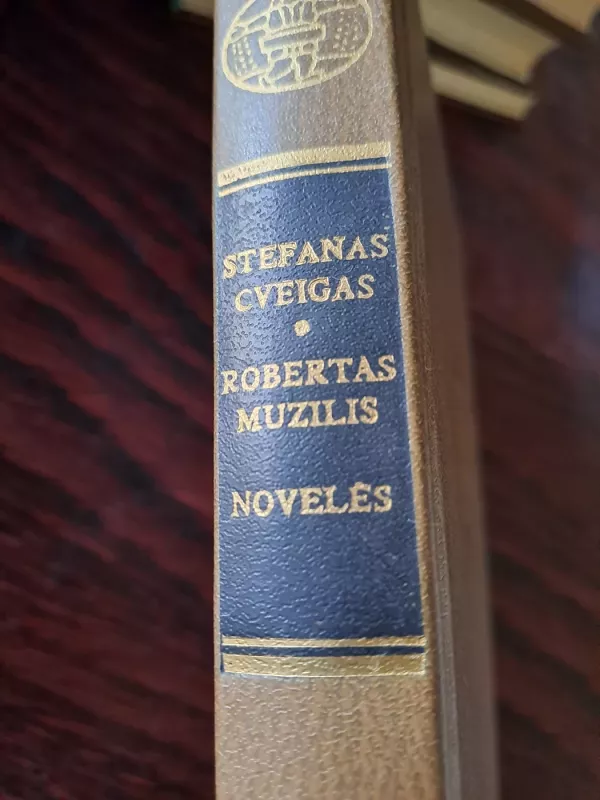 STEFANAS
CVEIGAS
•
ROBERTAS
MUZILIS
NOVELĖS